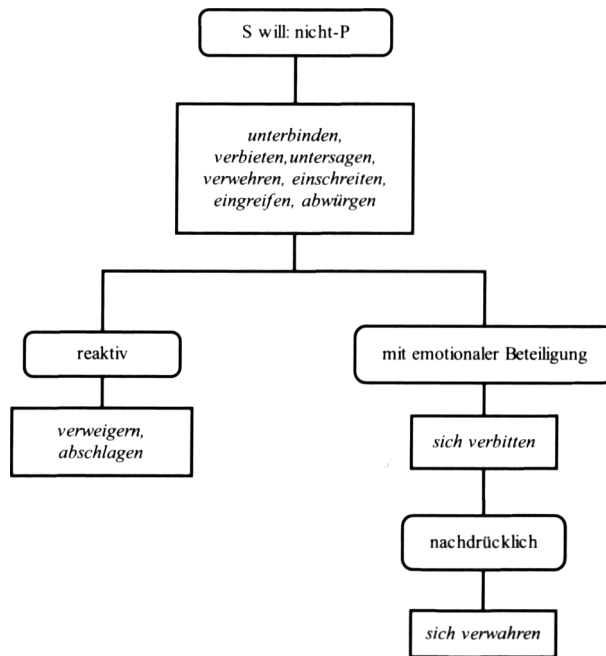 S will: nicht-P
unterbinden,
verbieten,untersagen,
verwehren, einschreiten,
eingreifen, abwürgen
reaktiv
mit emotionaler Beteiligung
verweigern,
abschlagen
sich verbitten
nachdrücklich
sich verwahren